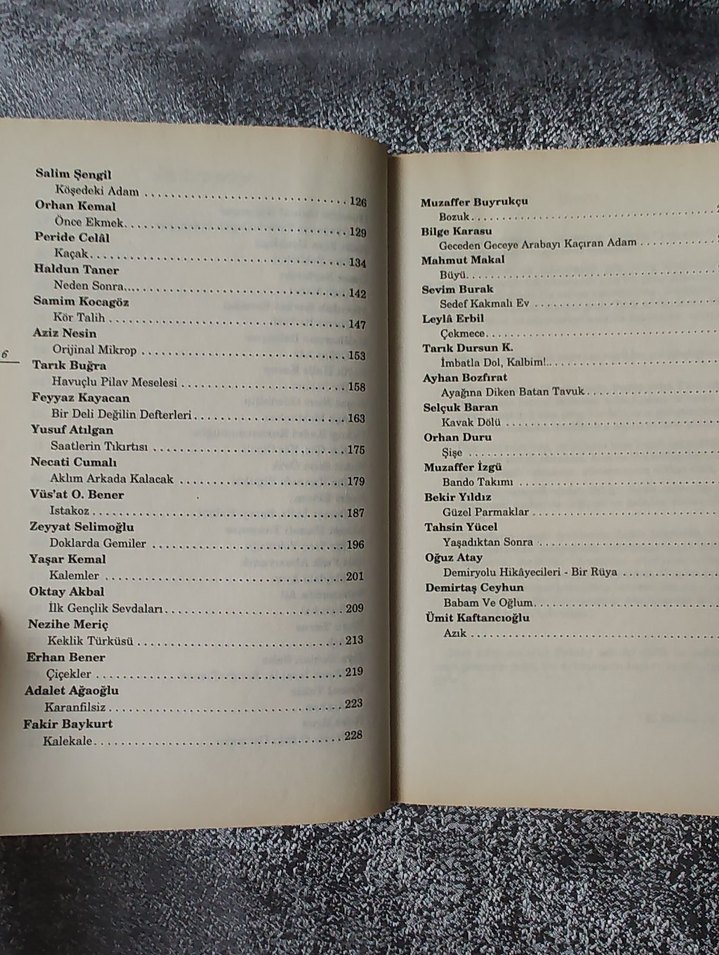 Salim Şengil
Köşedeki Adam . . . . . . . . . . . . . . . . . . . . . . . . . . . . . . 126
Orhan Kemal
Önce Ekmek. . . . . . . . . . . . . . . . . . . . . . . . . . . . . . . . 129
Peride Celâl
Kaçak. . . . . . . . . . . . . . . . . . . . . . . . . . . . . . . . . . . . . 134
Haldun Taner
Neden Sonra... . . . . . . . . . . . . . . . . . . . . . . . . . . . . . . 142
Samim Kocagöz
Kör Talih . . . . . . . . . . . . . . . . . . . . . . . . . . . . . . . . . . 147
Aziz Nesin
Orijinal Mikrop . . . . . . . . . . . . . . . . . . . . . . . . . . . . . 153
6
Tarık Buğra
Havuçlu Pilav Meselesi . . . . . . . . . . . . . . . . . . . . . . . 158
Feyyaz Kayacan
Bir Deli Değilin Defterleri. . . . . . . . . . . . . . . . . . . . . 163
Yusuf Atılgan
Saatlerin Tıkırtısı . . . . . . . . . . . . . . . . . . . . . . . . . . . 175
Necati Cumalı
Aklım Arkada Kalacak . . . . . . . . . . . . . . . . . . . . . . . 179
Vüs'at O. Bener
Istakoz . . . . . . . . . . . . . . . . . . . . . . . . . . . . . . . . . . . 187
Zeyyat Selimoğlu
Doklarda Gemiler . . . . . . . . . . . . . . . . . . . . . . . . . . 196
Yaşar Kemal
Kalemler . . . . . . . . . . . . . . . . . . . . . . . . . . . . . . . . . 201
Oktay Akbal
İlk Gençlik Sevdaları. . . . . . . . . . . . . . . . . . . . . . . . 209
Nezihe Meriç
Keklik Türküsü . . . . . . . . . . . . . . . . . . . . . . . . . . . . 213
Erhan Bener
Çiçekler . . . . . . . . . . . . . . . . . . . . . . . . . . . . . . . . . . 219
Adalet Ağaoğlu
Karanfilsiz . . . . . . . . . . . . . . . . . . . . . . . . . . . . . . . . 223
Fakir Baykurt
Kalekale. . . . . . . . . . . . . . . . . . . . . . . . . . . . . . . . . . 228
Muzaffer Buyrukçu
Bozuk. . . . . . . . . . . . . . . . . . . . . . . . . . . . . . . . . . .
Bilge Karasu
Geceden Geceye Arabayı Kaçıran Adam . . . . . . . . . . .
Mahmut Makal
Büyü. . . . . . . . . . . . . . . . . . . . . . . . . . . . . . . . . . . .
Sevim Burak
Sedef Kakmalı Ev . . . . . . . . . . . . . . . . . . . . . . . . . .
Leylâ Erbil
Çekmece. . . . . . . . . . . . . . . . . . . . . . . . . . . . . . . . .
Tarık Dursun K.
İmbatla Dol, Kalbim!. . . . . . . . . . . . . . . . . . . . . . . .
Ayhan Bozfırat
Ayağına Diken Batan Tavuk. . . . . . . . . . . . . . . . . . .
Selçuk Baran
Kavak Dölü . . . . . . . . . . . . . . . . . . . . . . . . . . . . . .
Orhan Duru
Şişe . . . . . . . . . . . . . . . . . . . . . . . . . . . . . . . . . . . . .
Muzaffer İzgü
Bando Takımı . . . . . . . . . . . . . . . . . . . . . . . . . . . . .
Bekir Yıldız
Güzel Parmaklar . . . . . . . . . . . . . . . . . . . . . . . . . . .
Tahsin Yücel
Yaşadıktan Sonra . . . . . . . . . . . . . . . . . . . . . . . . . .
Oğuz Atay
Demiryolu Hikâyecileri - Bir Rüya . . . . . . . . . . . . . .
Demirtaş Ceyhun
Babam Ve Oğlum. . . . . . . . . . . . . . . . . . . . . . . . . . .
Ümit Kaftancıoğlu
Azık . . . . . . . . . . . . . . . . . . . . . . . . . . . . . . . . . . . .